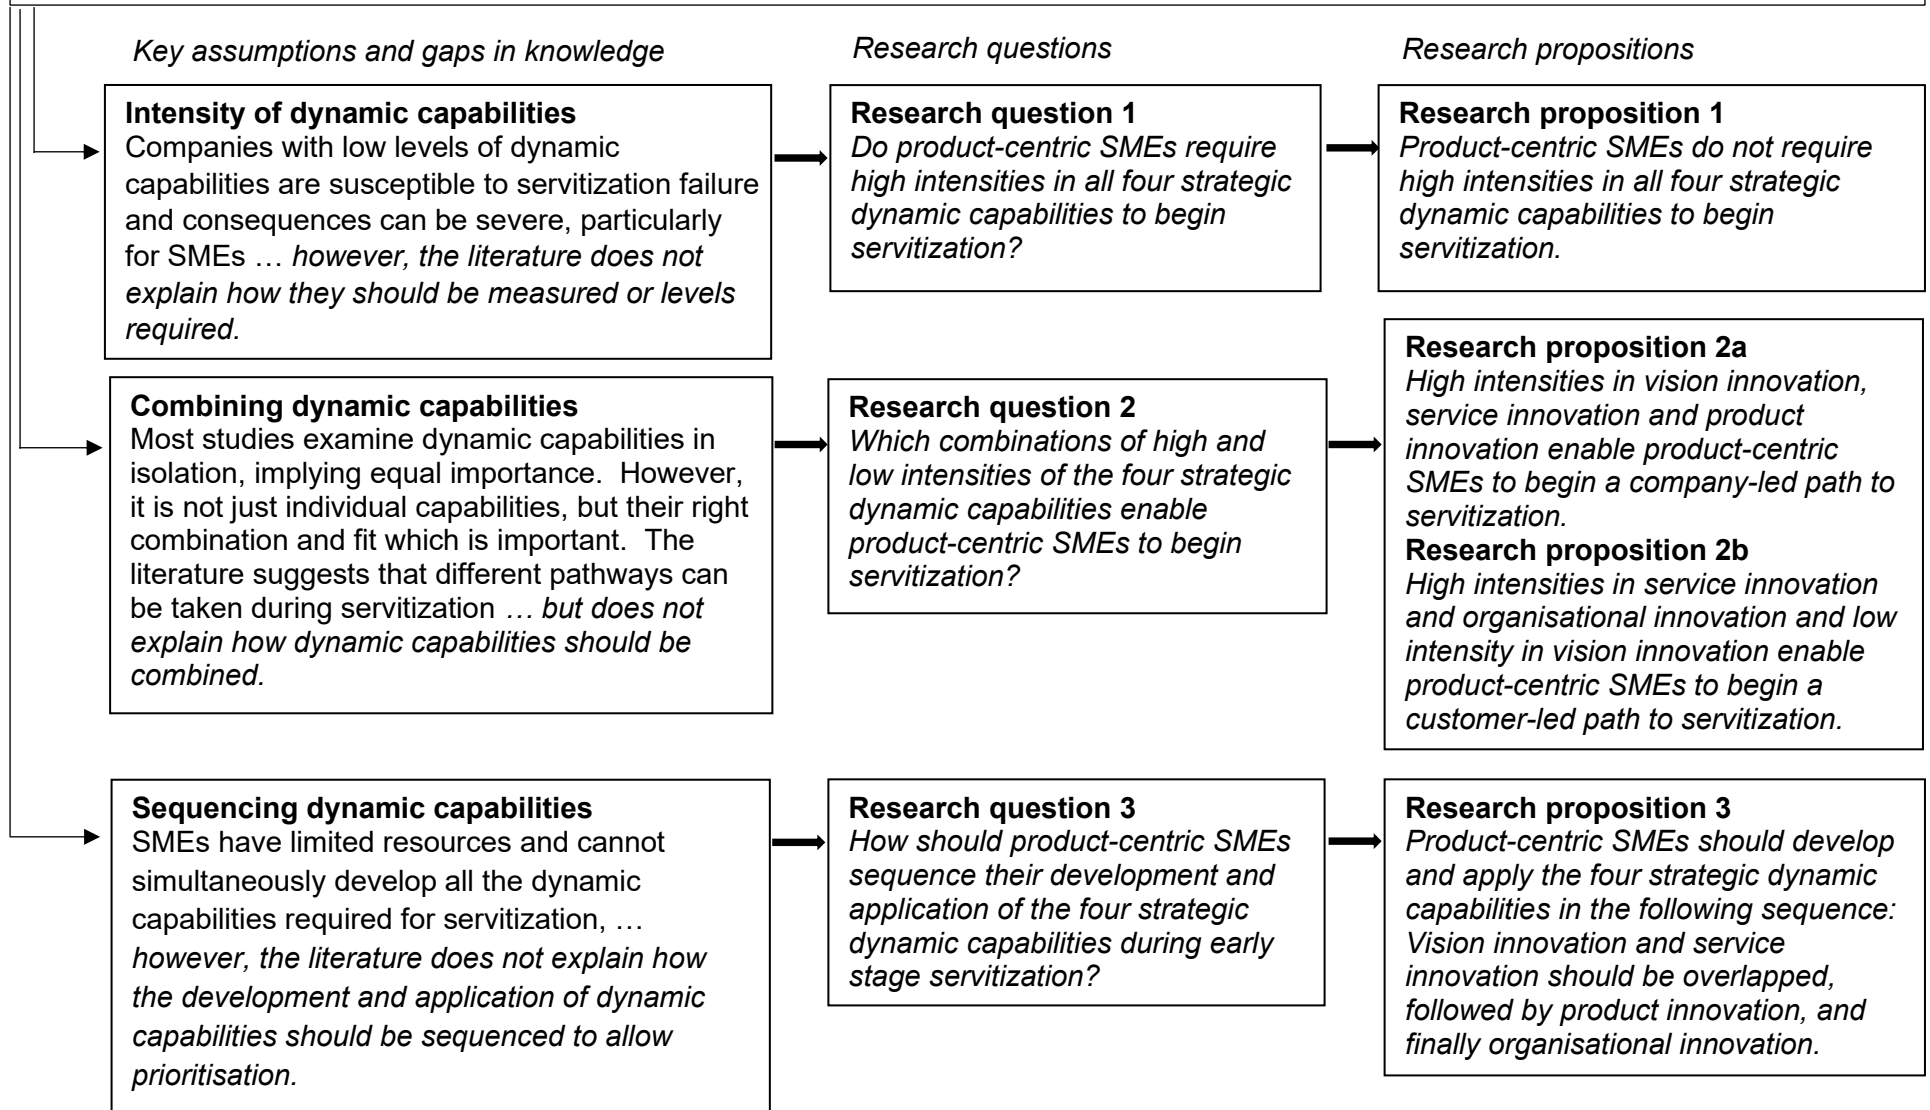 Key assumptions and gaps in knowledge
Research questions
Research propositions
Intensity of dynamic capabilities
Companies with low levels of dynamic
capabilities are susceptible to servitization failure
and consequences can be severe, particularly
for SMEs … however, the literature does not
explain how they should be measured or levels
required.
Research question 1
Do product-centric SMEs require
high intensities in all four strategic
dynamic capabilities to begin
servitization?
Research proposition 1
Product-centric SMEs do not require
high intensities in all four strategic
dynamic capabilities to begin
servitization.
Combining dynamic capabilities
Most studies examine dynamic capabilities in
isolation, implying equal importance.  However,
it is not just individual capabilities, but their right
combination and fit which is important.  The
literature suggests that different pathways can
be taken during servitization … but does not
explain how dynamic capabilities should be
combined.
Research question 2
Which combinations of high and
low intensities of the four strategic
dynamic capabilities enable
product-centric SMEs to begin
servitization?
Research proposition 2a
High intensities in vision innovation,
service innovation and product
innovation enable product-centric
SMEs to begin a company-led path to
servitization.
Research proposition 2b
High intensities in service innovation
and organisational innovation and low
intensity in vision innovation enable
product-centric SMEs to begin a
customer-led path to servitization.
Sequencing dynamic capabilities
SMEs have limited resources and cannot
simultaneously develop all the dynamic
capabilities required for servitization, …
however, the literature does not explain how
the development and application of dynamic
capabilities should be sequenced to allow
prioritisation.
Research question 3
How should product-centric SMEs
sequence their development and
application of the four strategic
dynamic capabilities during early
stage servitization?
Research proposition 3
Product-centric SMEs should develop
and apply the four strategic dynamic
capabilities in the following sequence:
Vision innovation and service
innovation should be overlapped,
followed by product innovation, and
finally organisational innovation.